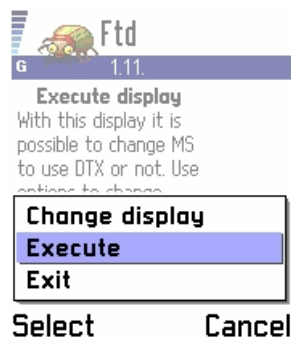 Ftd
G 1.11.
Execute display
With this display it is
possible to change MS
to use DTX or not. Use
options to change
Change display
Execute
Exit
Select Cancel